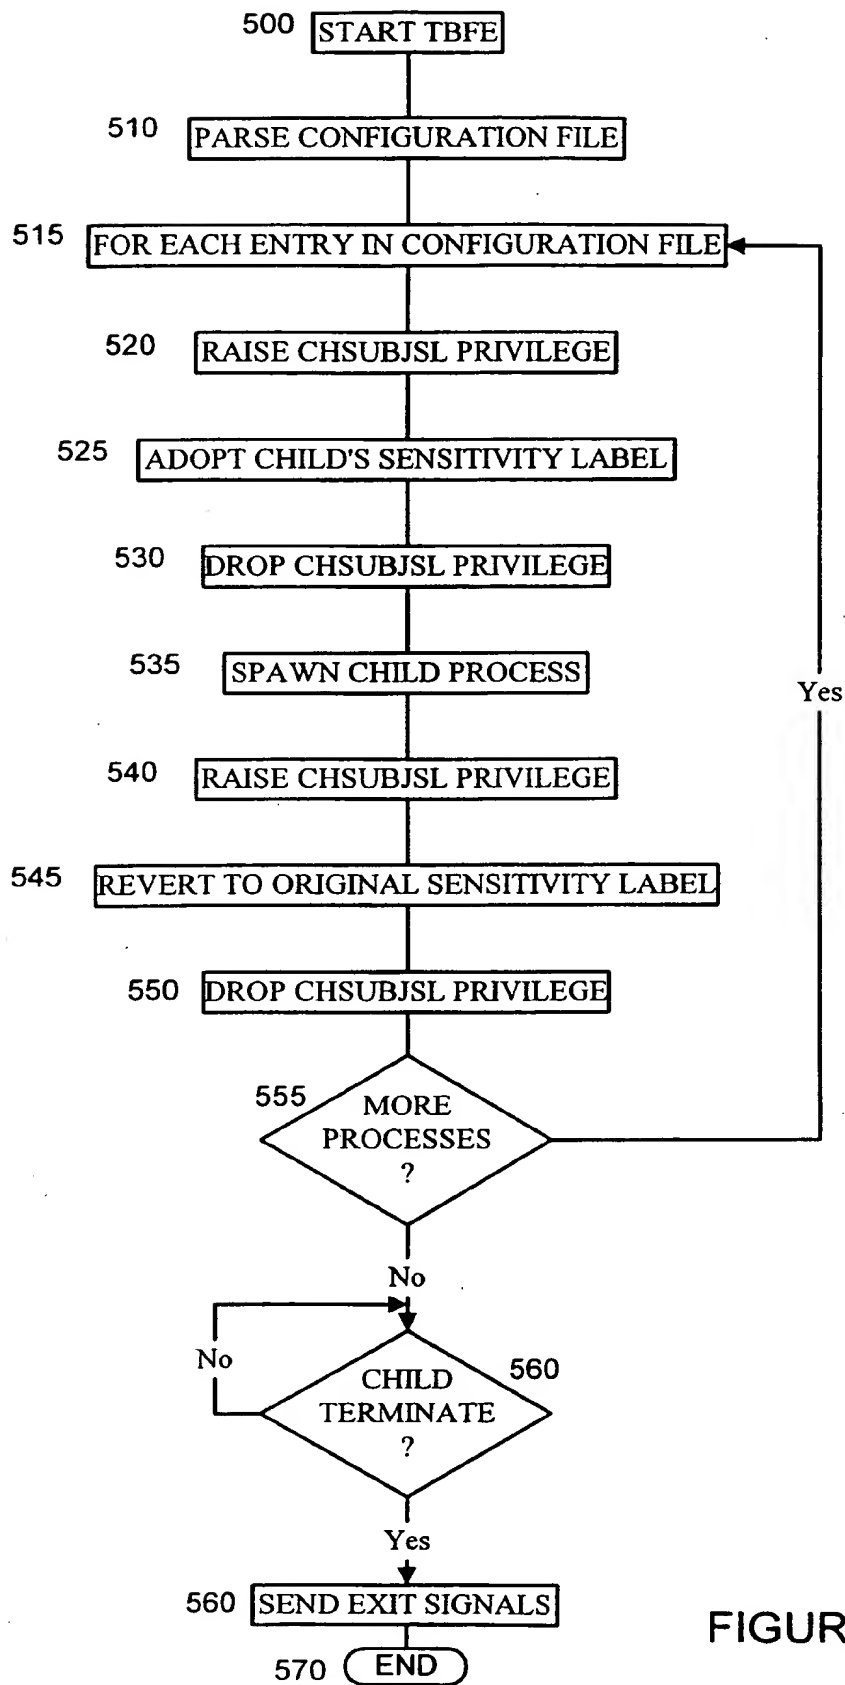 500 START TBFE
510 PARSE CONFIGURATION FILE
515 FOR EACH ENTRY IN CONFIGURATION FILE
520 RAISE CHSUBJSL PRIVILEGE
525 ADOPT CHILD'S SENSITIVITY LABEL
530 DROP CHSUBJSL PRIVILEGE
535 SPAWN CHILD PROCESS
Yes
540 RAISE CHSUBJSL PRIVILEGE
545 REVERT TO ORIGINAL SENSITIVITY LABEL
550 DROP CHSUBJSL PRIVILEGE
555 MORE
PROCESSES
?
No
No
560
CHILD
TERMINATE
?
Yes
560 SEND EXIT SIGNALS
FIGUR
570 END